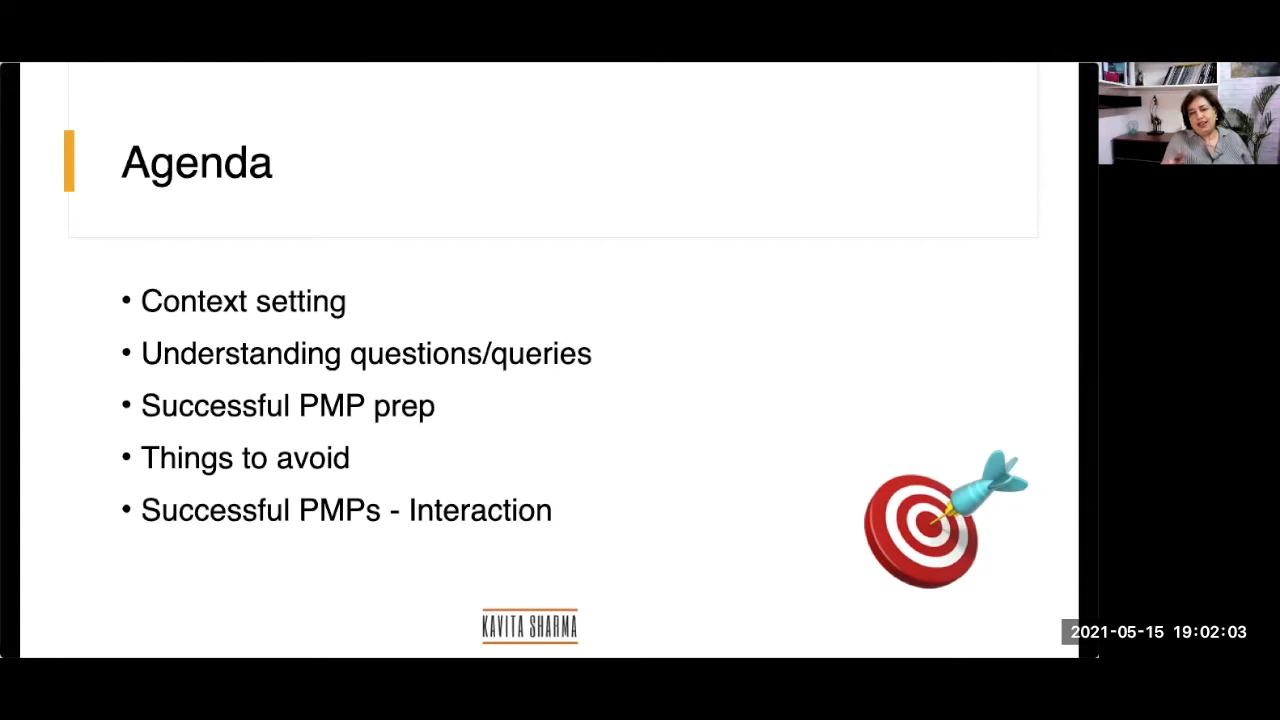 Agenda
• Context setting
• Understanding questions/queries
• Successful PMP prep
• Things to avoid
• Successful PMPs - Interaction
KAVITA SHARMA
2021-05-15 19:02:03